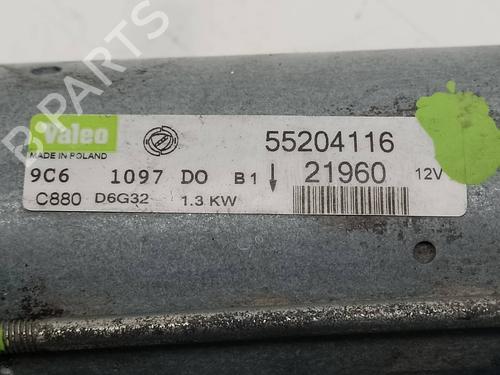 B-PARTS
Valeo
MADE IN POLAND
55204116
9C6 1097 DO B1 21960 12V
C880 D6G32 1.3 KW